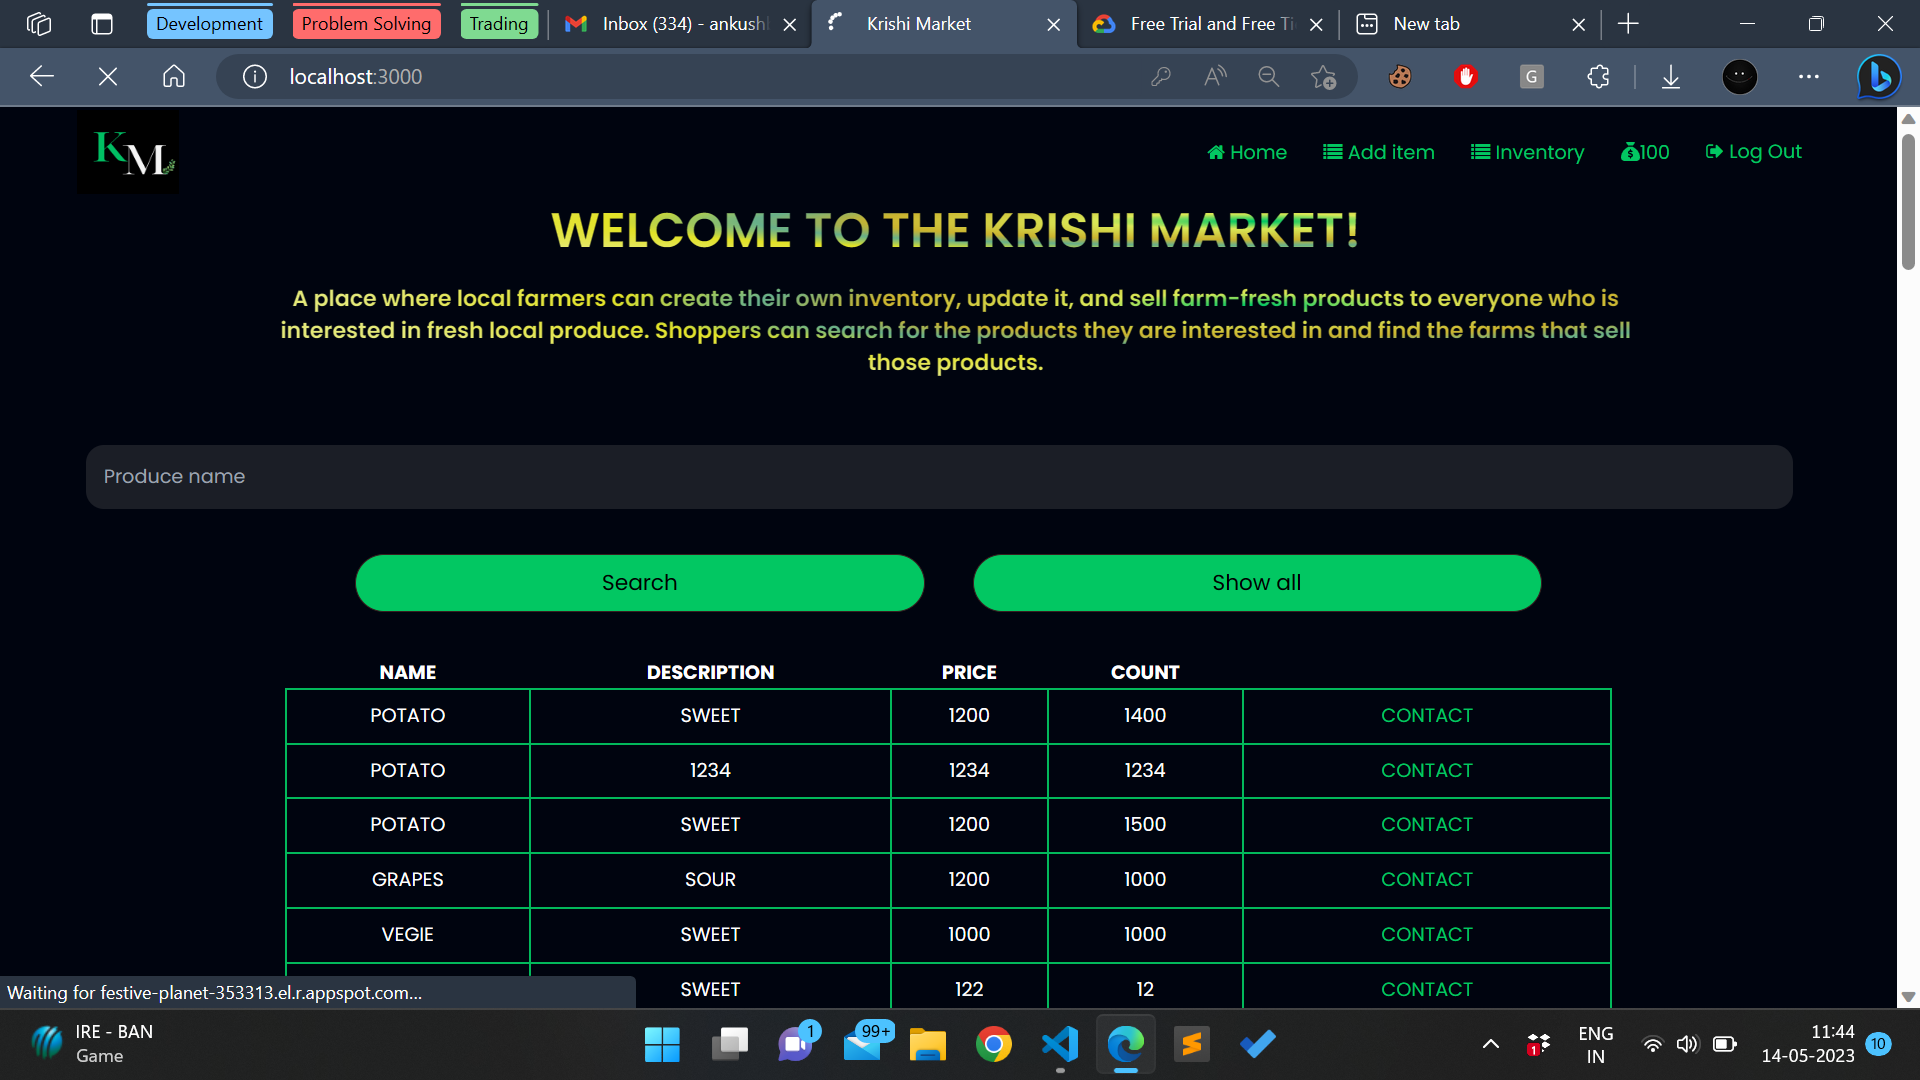 Development
Problem Solving
Trading
Inbox (334) - ankush
Krishi Market
Free Trial and Free Ti
New tab
localhost:3000
A
G
KM
Home
Add item
Inventory
100
Log Out
WELCOME TO THE KRISHI MARKET!
A place where local farmers can create their own inventory, update it, and sell farm-fresh products to everyone who is
interested in fresh local produce. Shoppers can search for the products they are interested in and find the farms that sell
those products.
Produce name
Search
Show all
NAME DESCRIPTION PRICE COUNT
POTATO SWEET 1200 1400 CONTACT
POTATO 1234 1234 1234 CONTACT
POTATO SWEET 1200 1500 CONTACT
GRAPES SOUR 1200 1000 CONTACT
VEGIE SWEET 1000 1000 CONTACT
SWEET 122 12 CONTACT
Waiting for festive-planet-353313.el.r.appspot.com...
IRE - BAN
Game
1
99+
1
ENG
IN
11:44
14-05-2023
10